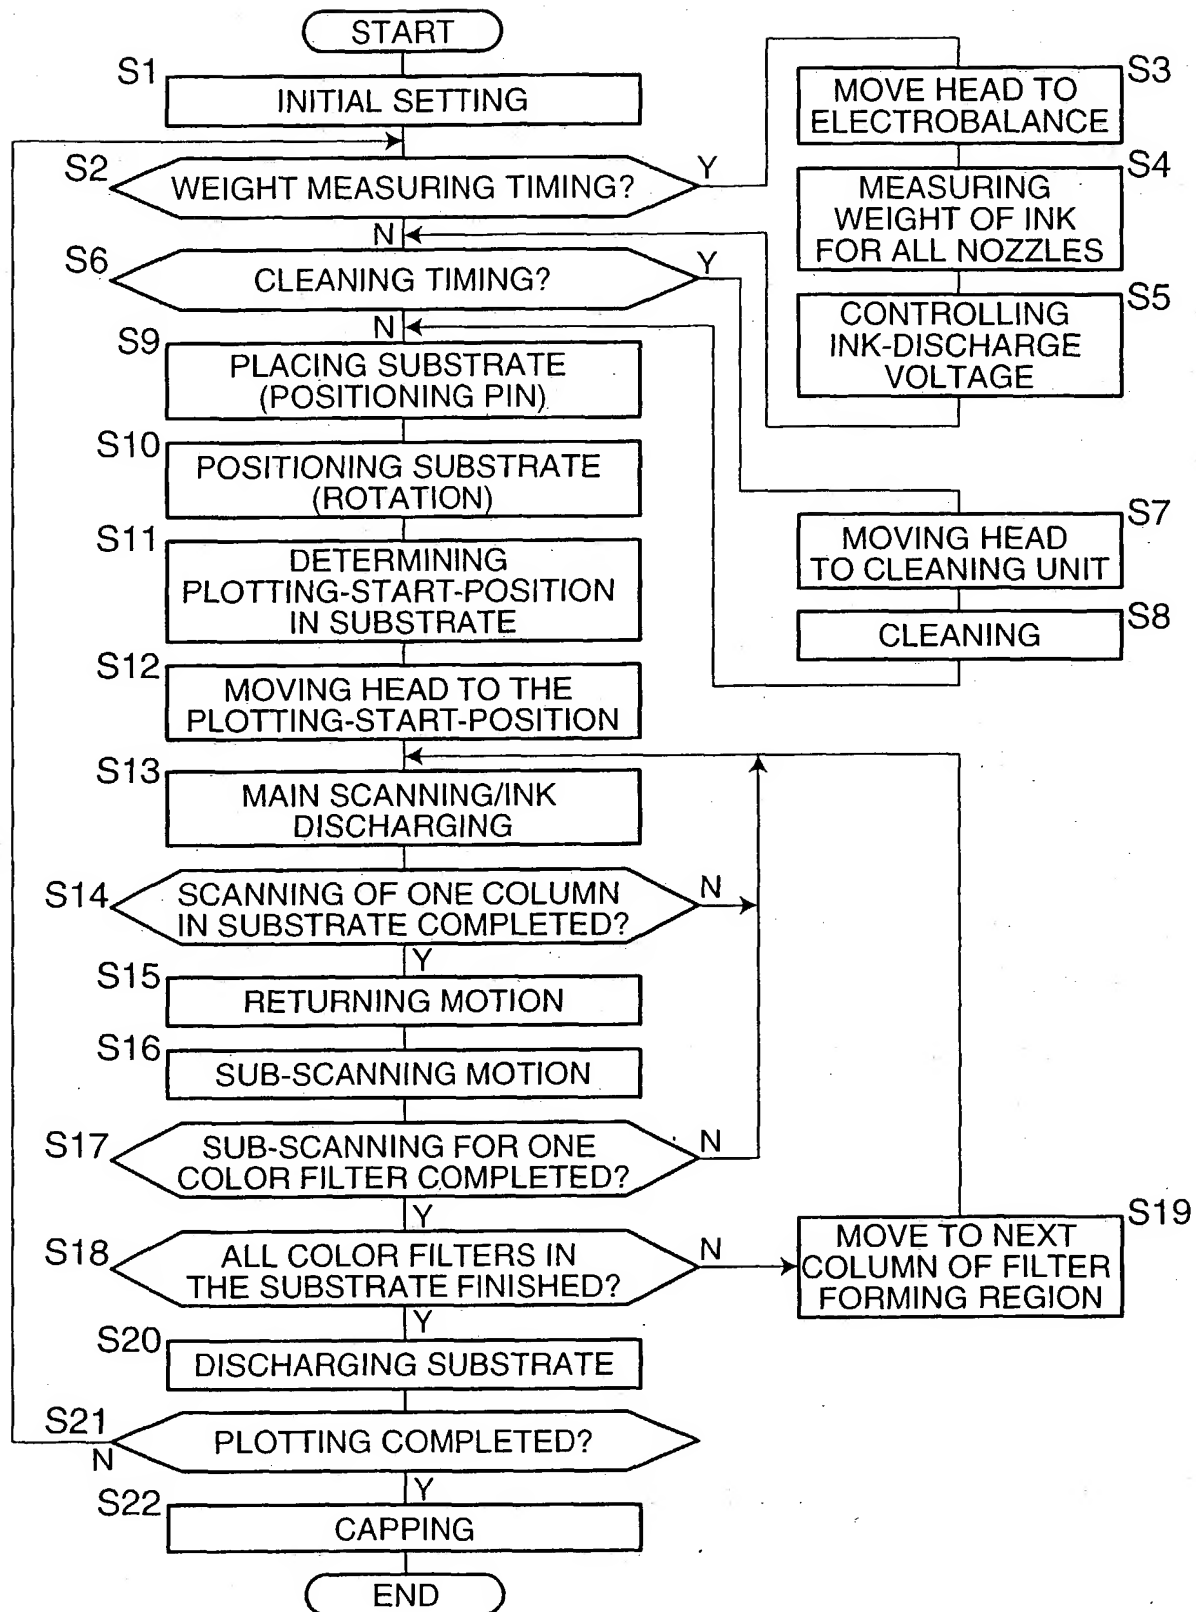 START
S1
INITIAL SETTING
S2
WEIGHT MEASURING TIMING?
Y
N
S3
MOVE HEAD TO
ELECTROBALANCE
S4
MEASURING
WEIGHT OF INK
FOR ALL NOZZLES
S5
CONTROLLING
INK-DISCHARGE
VOLTAGE
S6
CLEANING TIMING?
Y
N
S7
MOVING HEAD
TO CLEANING UNIT
S8
CLEANING
S9
PLACING SUBSTRATE
(POSITIONING PIN)
S10
POSITIONING SUBSTRATE
(ROTATION)
S11
DETERMINING
PLOTTING-START-POSITION
IN SUBSTRATE
S12
MOVING HEAD TO THE
PLOTTING-START-POSITION
S13
MAIN SCANNING/INK
DISCHARGING
S14
SCANNING OF ONE COLUMN
IN SUBSTRATE COMPLETED?
N
Y
S15
RETURNING MOTION
S16
SUB-SCANNING MOTION
S17
SUB-SCANNING FOR ONE
COLOR FILTER COMPLETED?
N
Y
S18
ALL COLOR FILTERS IN
THE SUBSTRATE FINISHED?
N
Y
S19
MOVE TO NEXT
COLUMN OF FILTER
FORMING REGION
S20
DISCHARGING SUBSTRATE
S21
PLOTTING COMPLETED?
N
Y
S22
CAPPING
END